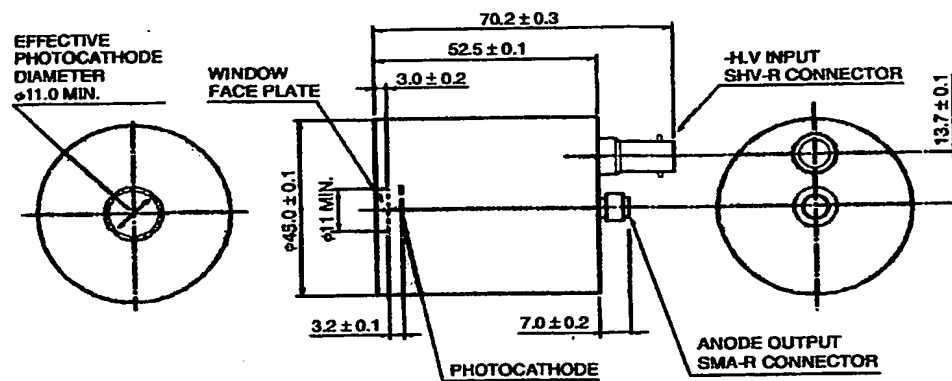 EFFECTIVE
PHOTOCATHODE
DIAMETER
φ11.0 MIN.
WINDOW
FACE PLATE
70.2 ± 0.3
52.5 ± 0.1
3.0 ± 0.2
-H.V INPUT
SHV-R CONNECTOR
13.7 ± 0.1
φ45.0 ± 0.1
φ11 MIN.
3.2 ± 0.1
7.0 ± 0.2
PHOTOCATHODE
ANODE OUTPUT
SMA-R CONNECTOR